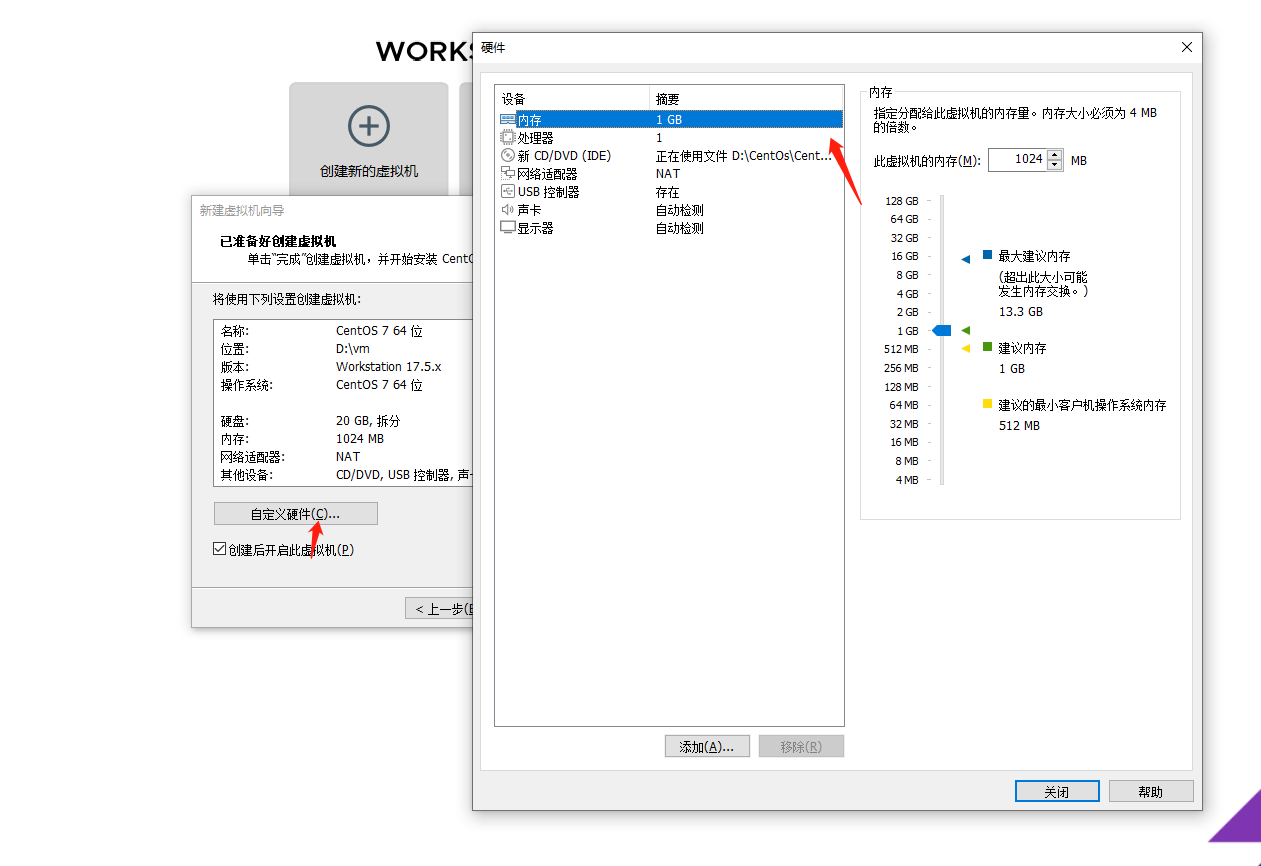 WORKS
创建新的虚拟机
新建虚拟机向导
已准备好创建虚拟机
单击“完成”创建虚拟机，并开始安装 CentO
将使用下列设置创建虚拟机:
名称: CentOS 7 64 位
位置: D:\vm
版本: Workstation 17.5.x
操作系统: CentOS 7 64 位
硬盘: 20 GB, 拆分
内存: 1024 MB
网络适配器: NAT
其他设备: CD/DVD, USB 控制器, 声
自定义硬件(C)...
创建后开启此虚拟机(P)
< 上一步(B
硬件
设备 摘要
内存 1 GB
处理器 1
新 CD/DVD (IDE) 正在使用文件 D:\CentOs\Cent...
网络适配器 NAT
USB 控制器 存在
声卡 自动检测
显示器 自动检测
添加(A)...
移除(R)
内存
指定分配给此虚拟机的内存量。内存大小必须为 4 MB
的倍数。
此虚拟机的内存(M): 1024 MB
128 GB
64 GB
32 GB
16 GB
8 GB
4 GB
2 GB
1 GB
512 MB
256 MB
128 MB
64 MB
32 MB
16 MB
8 MB
4 MB
最大建议内存
(超出此大小可能
发生内存交换。)
13.3 GB
建议内存
1 GB
建议的最小客户机操作系统内存
512 MB
关闭
帮助